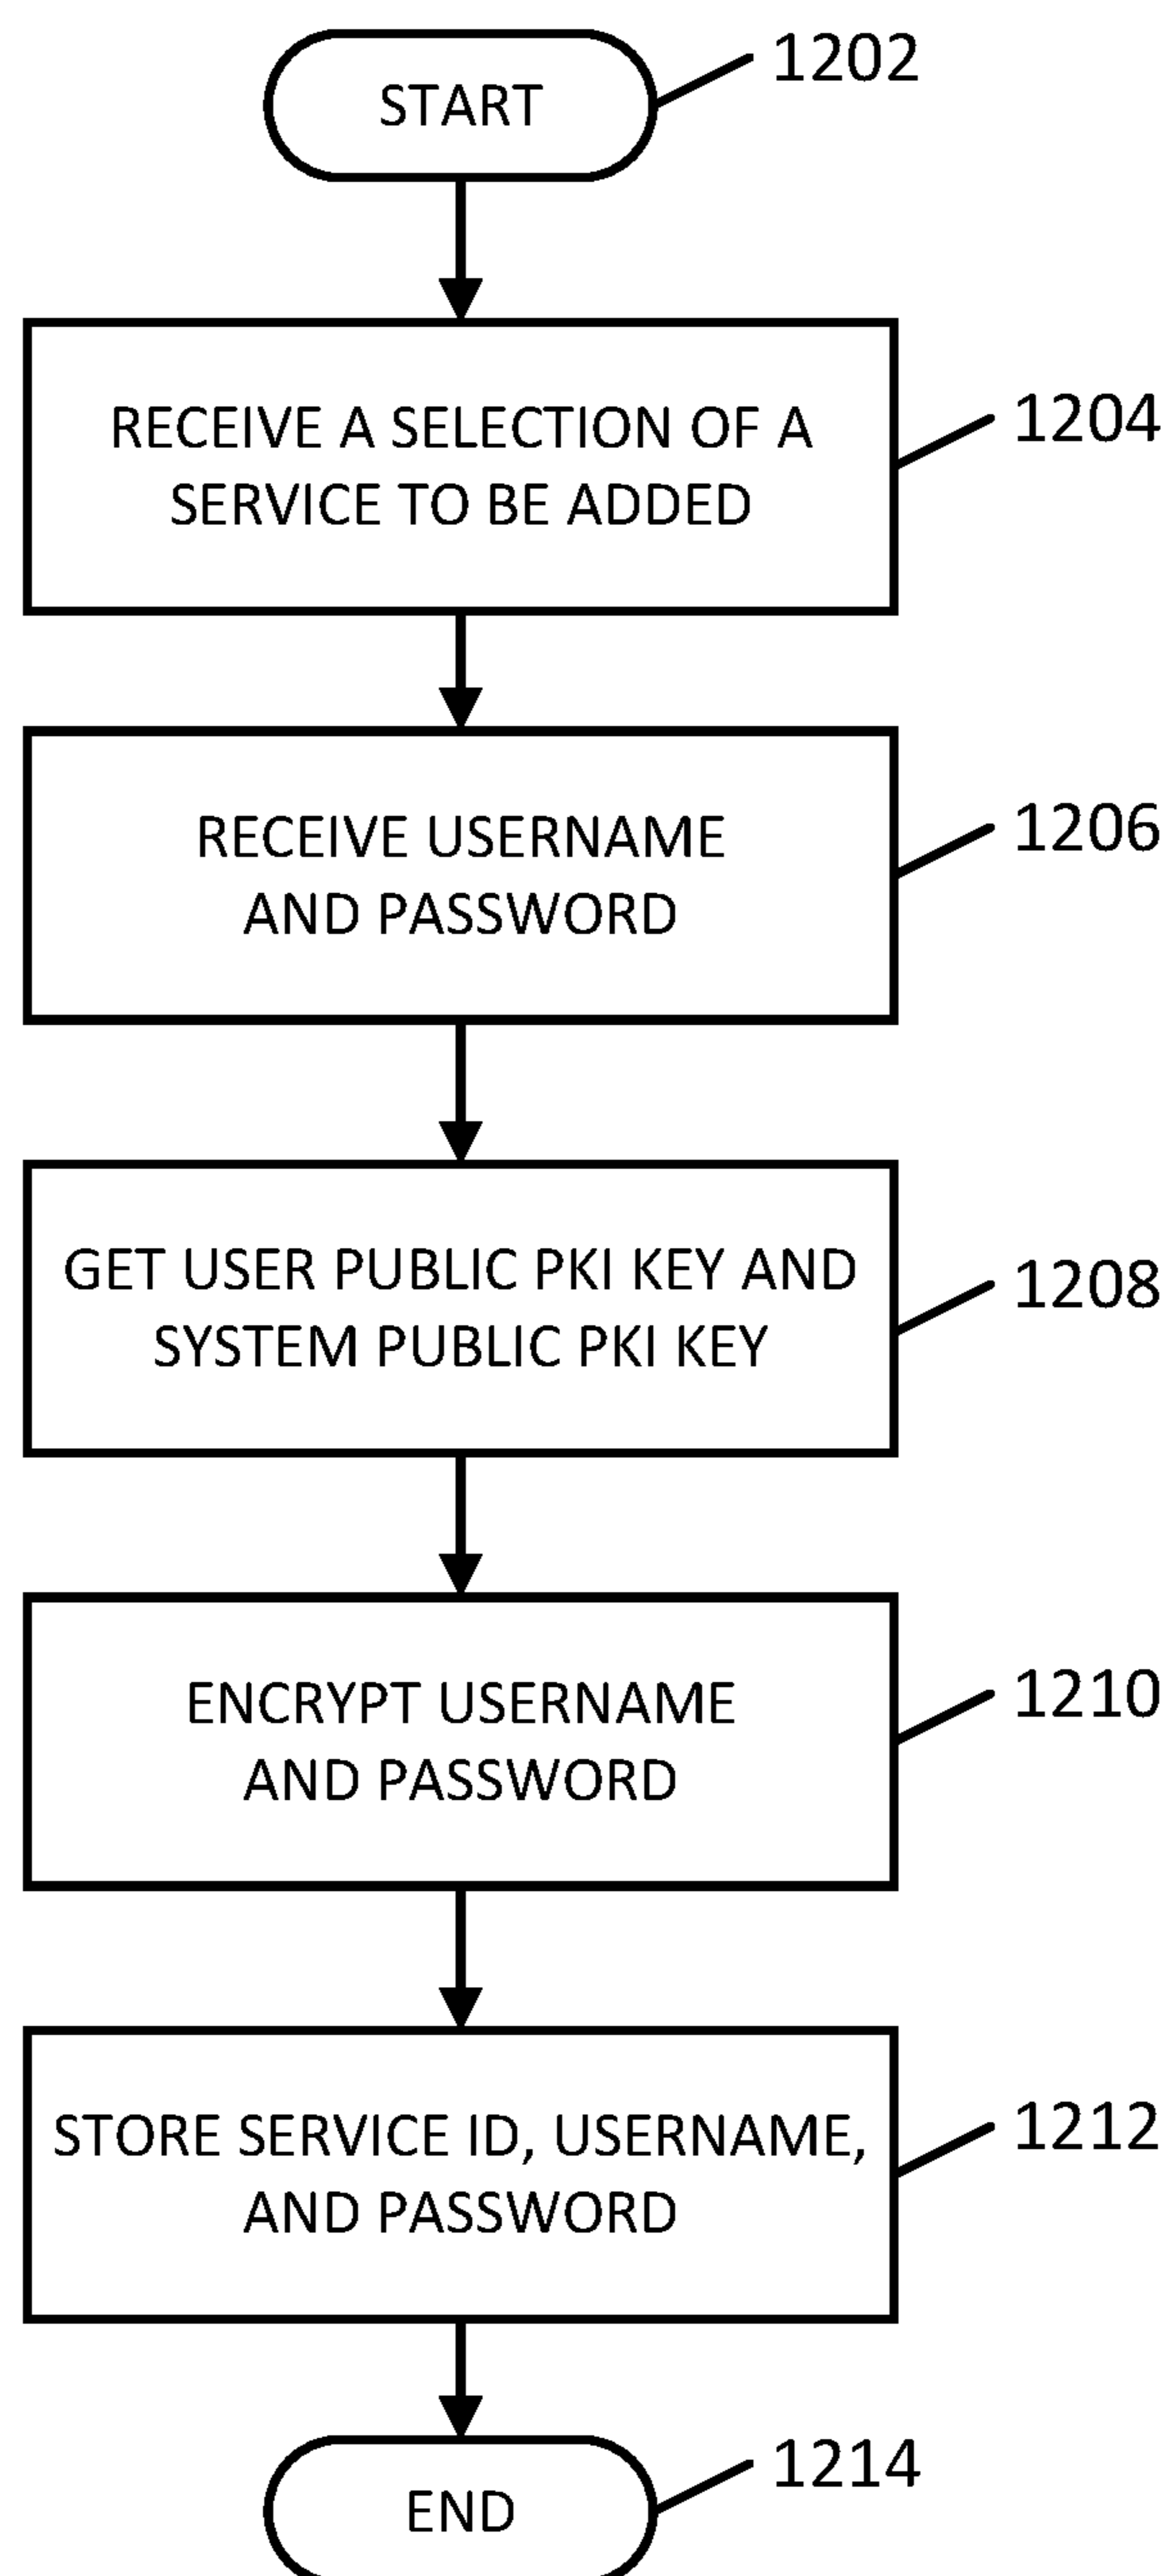 START
1202
RECEIVE A SELECTION OF A
SERVICE TO BE ADDED
1204
RECEIVE USERNAME
AND PASSWORD
1206
GET USER PUBLIC PKI KEY AND
SYSTEM PUBLIC PKI KEY
1208
ENCRYPT USERNAME
AND PASSWORD
1210
STORE SERVICE ID, USERNAME,
AND PASSWORD
1212
END
1214